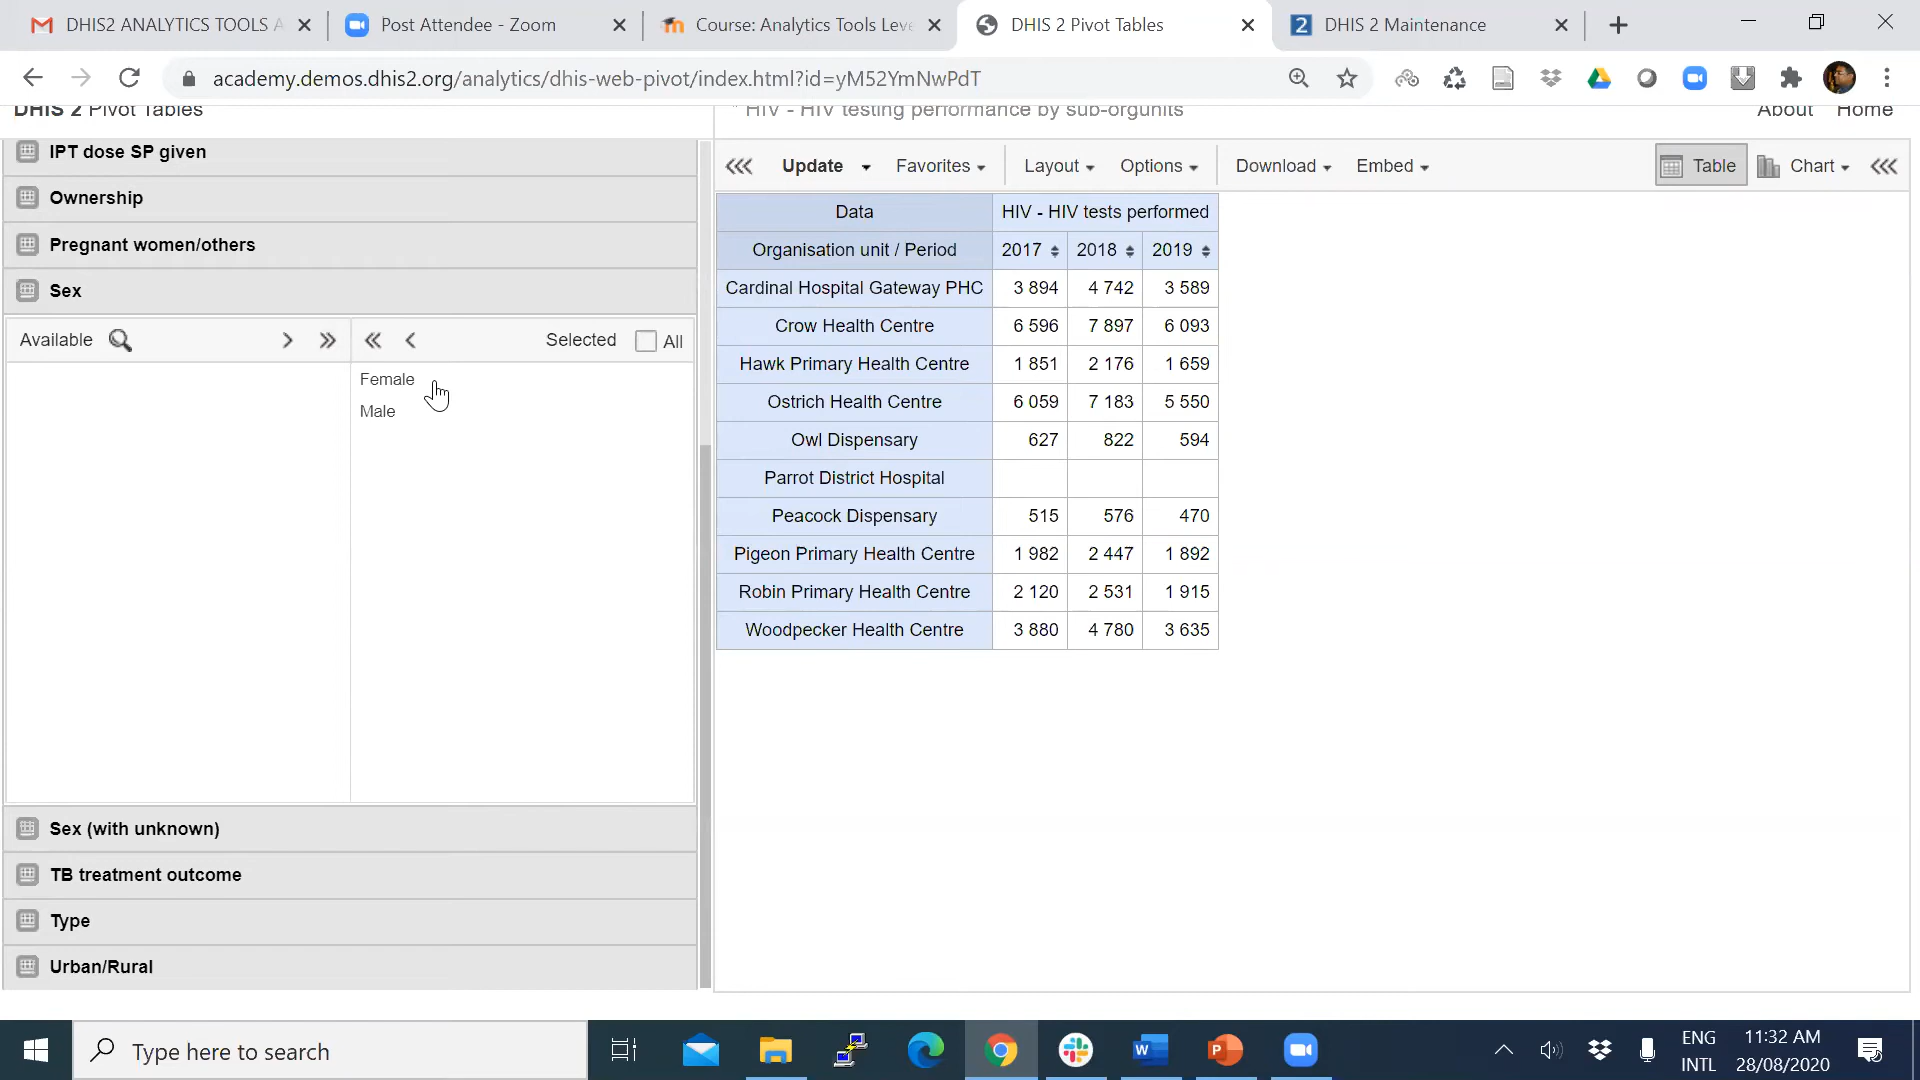 DHIS2 ANALYTICS TOOLS A
Post Attendee - Zoom
Course: Analytics Tools Leve
DHIS 2 Pivot Tables
DHIS 2 Maintenance
academy.demos.dhis2.org/analytics/dhis-web-pivot/index.html?id=yM52YmNwPdT
DHIS 2 Pivot Tables
* HIV - HIV testing performance by sub-orgunits
About Home
IPT dose SP given
Ownership
Pregnant women/others
Sex
Available
Selected All
Female
Male
Sex (with unknown)
TB treatment outcome
Type
Urban/Rural
Update Favorites Layout Options Download Embed Table Chart
Data HIV - HIV tests performed
Organisation unit / Period 2017 2018 2019
Cardinal Hospital Gateway PHC 3 894 4 742 3 589
Crow Health Centre 6 596 7 897 6 093
Hawk Primary Health Centre 1 851 2 176 1 659
Ostrich Health Centre 6 059 7 183 5 550
Owl Dispensary 627 822 594
Parrot District Hospital
Peacock Dispensary 515 576 470
Pigeon Primary Health Centre 1 982 2 447 1 892
Robin Primary Health Centre 2 120 2 531 1 915
Woodpecker Health Centre 3 880 4 780 3 635
Type here to search
ENG
INTL
11:32 AM
28/08/2020